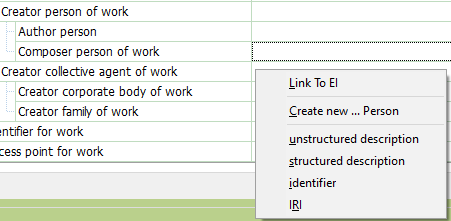 Creator person of work
Author person
Composer person of work
Creator collective agent of work
Creator corporate body of work
Creator family of work
entifier for work
cess point for work
Link To EI
Create new ... Person
unstructured description
structured description
identifier
IRI